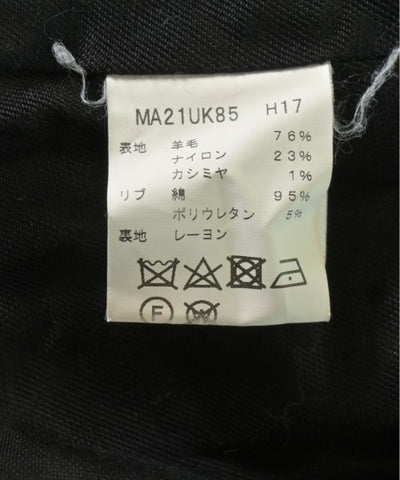 MA21UK85 H17
表地 羊毛 76%
ナイロン 23%
カシミヤ 1%
リブ 綿 95%
ポリウレタン 5%
裏地 レーヨン
F W